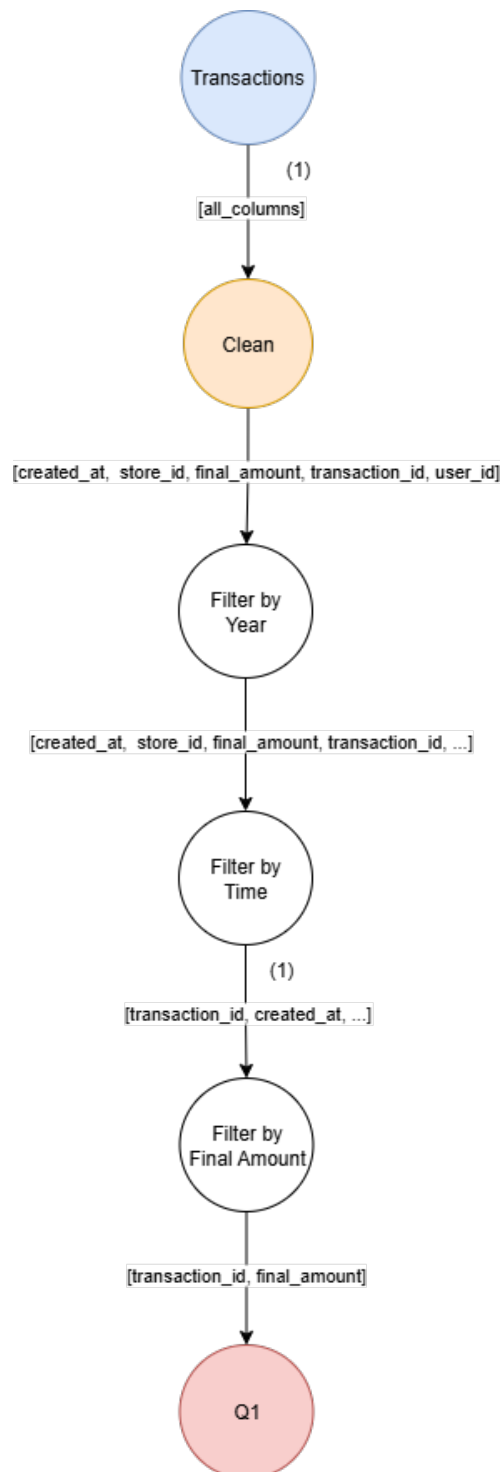 Transactions
(1)
[all_columns]
Clean
[created_at,  store_id, final_amount, transaction_id, user_id]
Filter by
Year
[created_at,  store_id, final_amount, transaction_id, ...]
Filter by
Time
(1)
[transaction_id, created_at, ...]
Filter by
Final Amount
[transaction_id, final_amount]
Q1